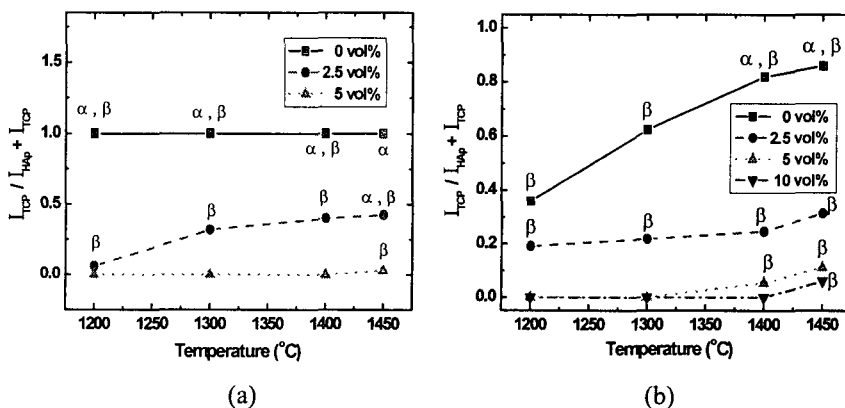 1.5
1.0
0.5
0.0
I_TCP / I_HAp + I_TCP
0 vol%
2.5 vol%
5 vol%
α , β
α , β
α , β
α
β
β
β
α , β
β
1200
1250
1300
1350
1400
1450
Temperature (°C)
(a)
1.0
0.8
0.6
0.4
0.2
0.0
I_TCP / I_HAp + I_TCP
α , β
α , β
β
β
0 vol%
2.5 vol%
5 vol%
10 vol%
β
β
β
β
β
β
β
1200
1250
1300
1350
1400
1450
Temperature (°C)
(b)